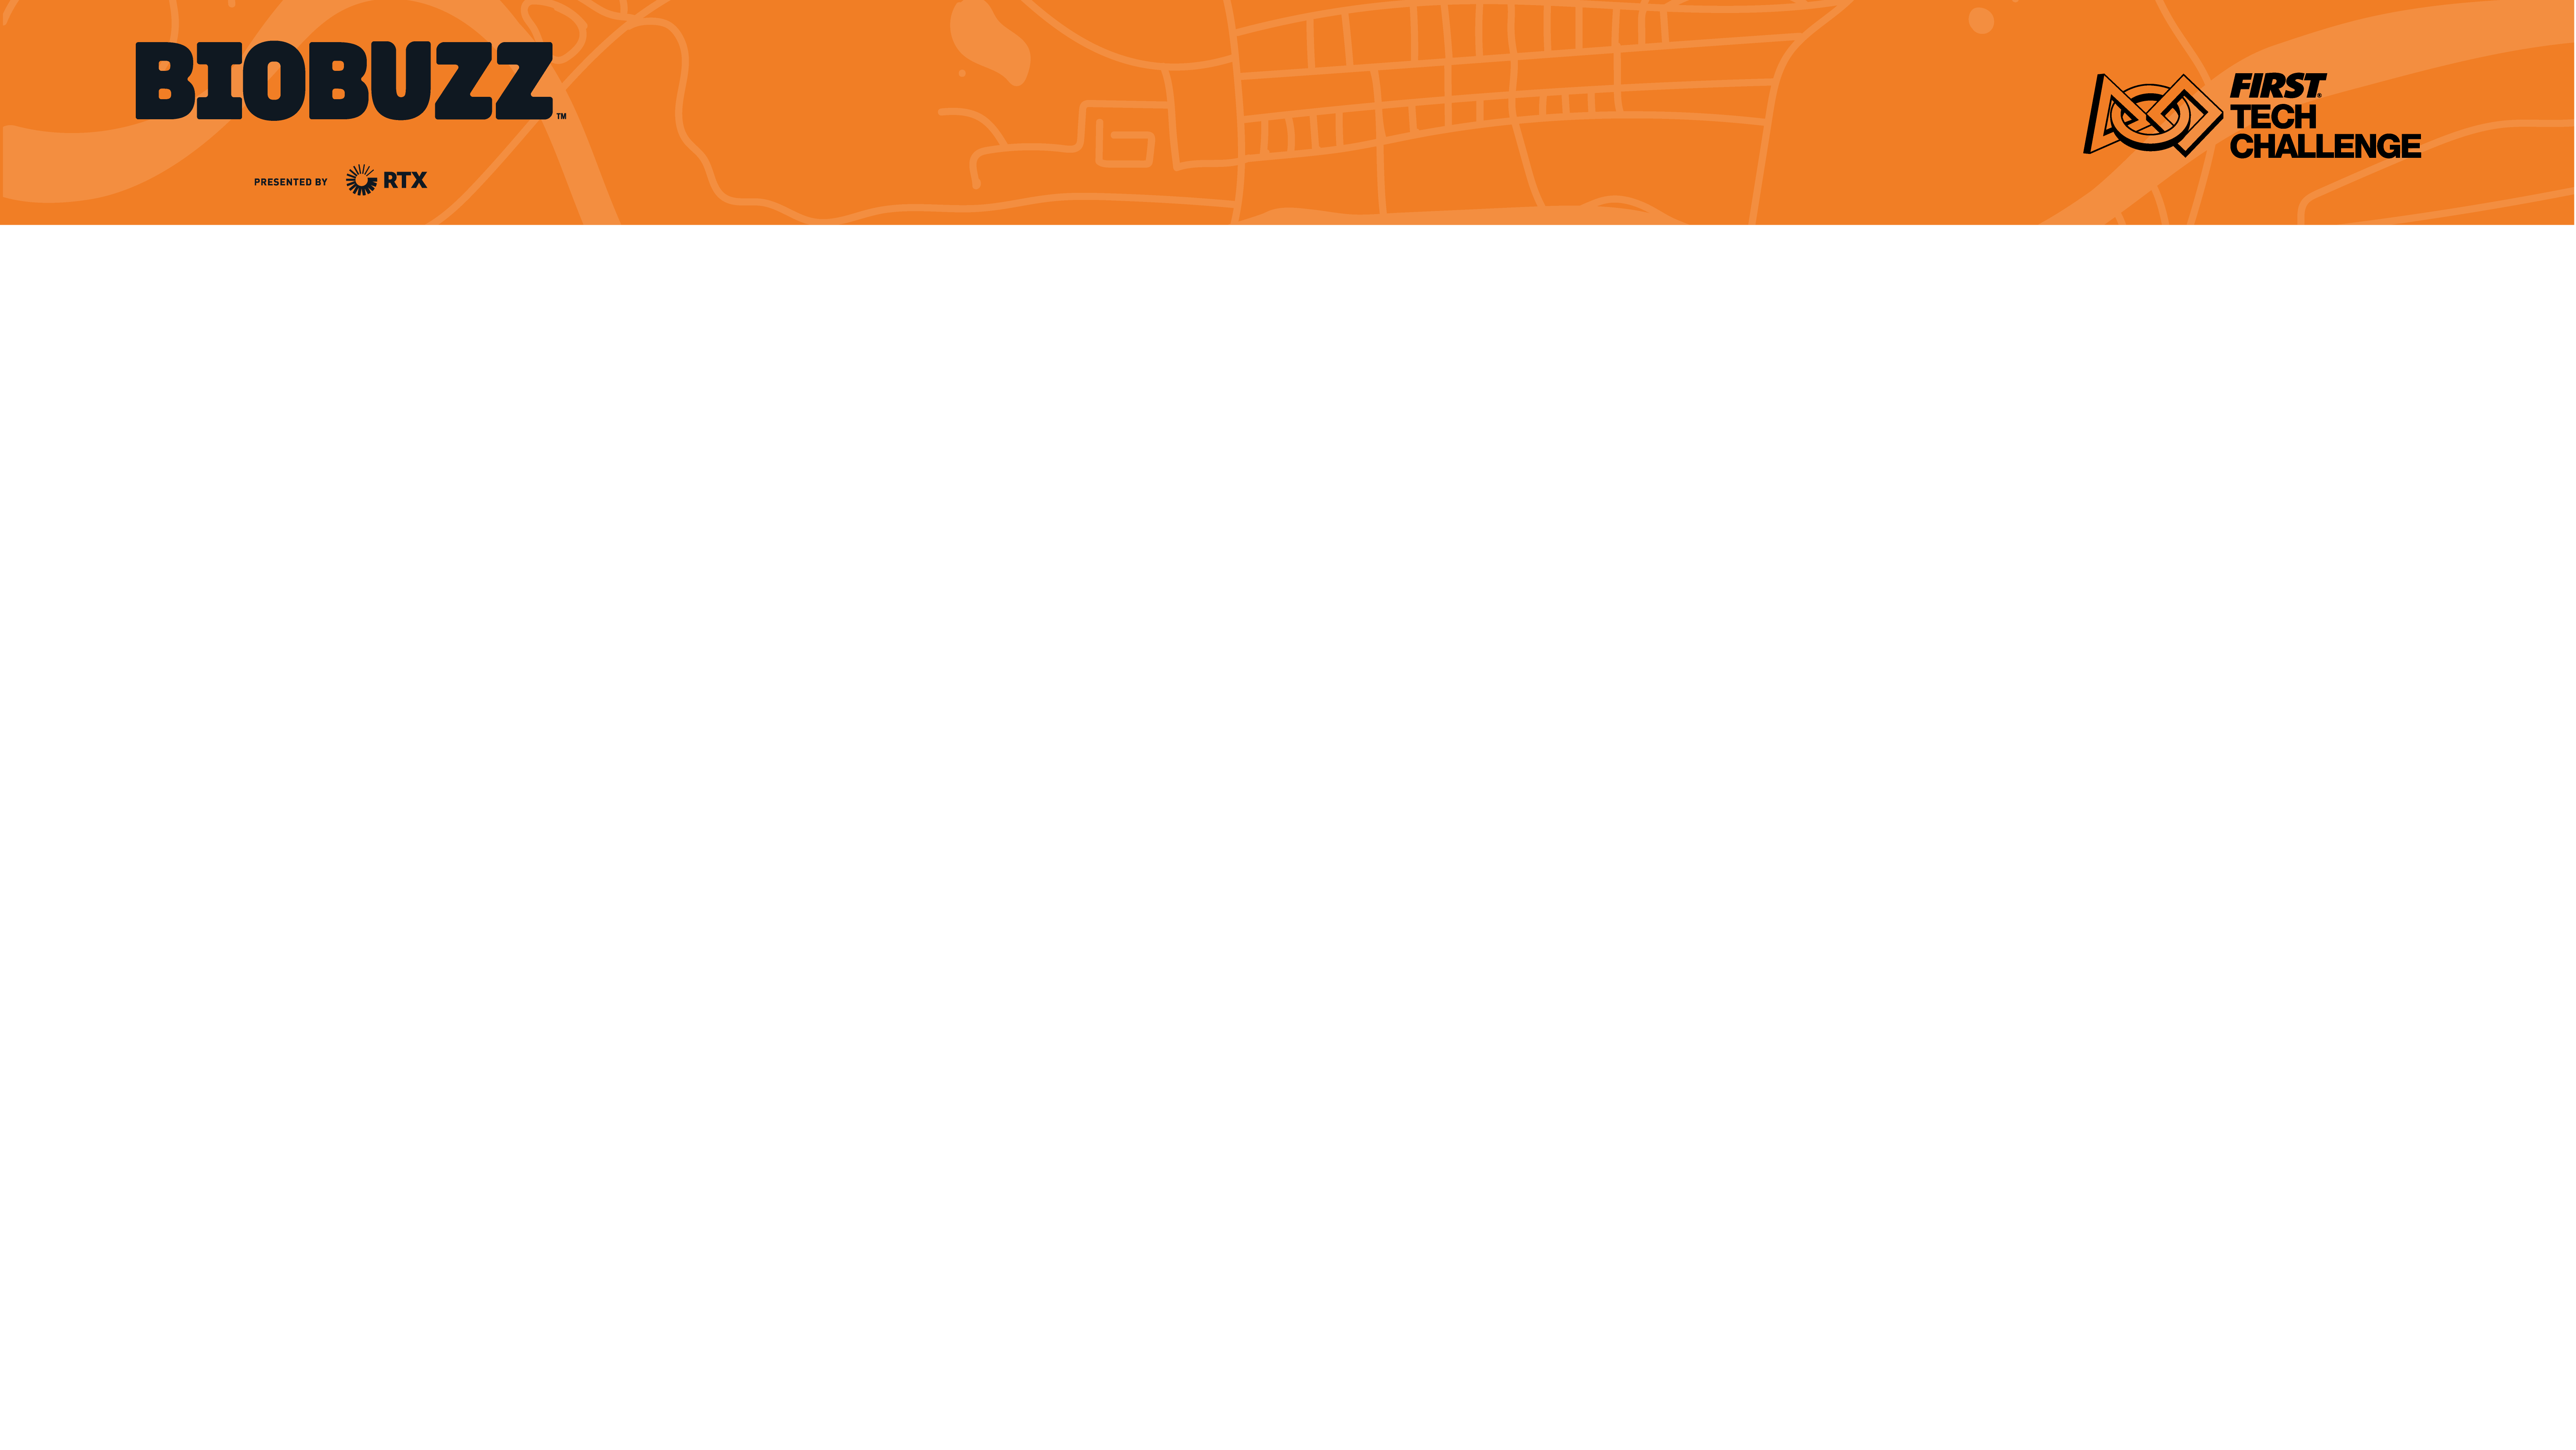 BIOBUZZ™
PRESENTED BY RTX
FIRST®
TECH
CHALLENGE